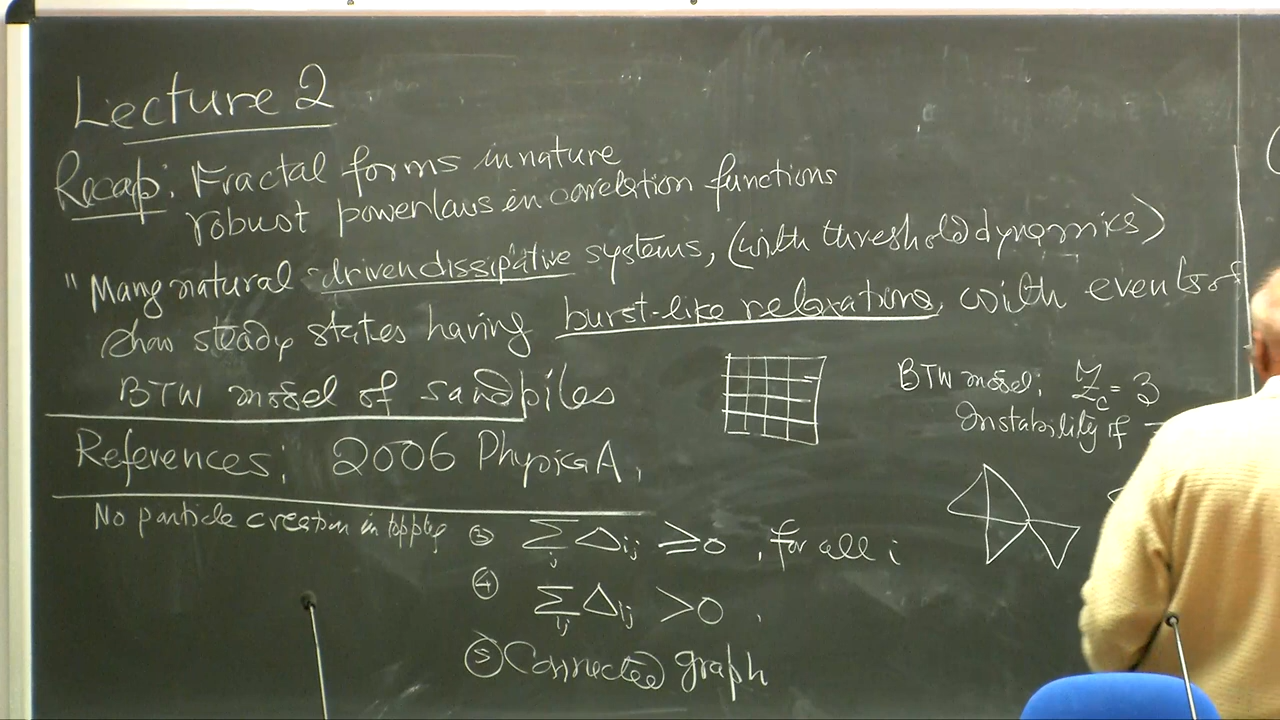 Lecture 2
Recap: Fractal forms in nature
robust powerlaws in correlation functions
"Many natural driven dissipative systems, (with threshold dynamics)
show steady states having burst-like relaxations, with events of
BTW model of sandpiles
BTW model; Z_c = 3
Instability if
References; 2006 Physica A,
No particle creation in toppling
③ Σ_j Δ_ij ≥ 0, for all i
④ Σ_ij Δ_ij > 0,
⑤ Connected graph